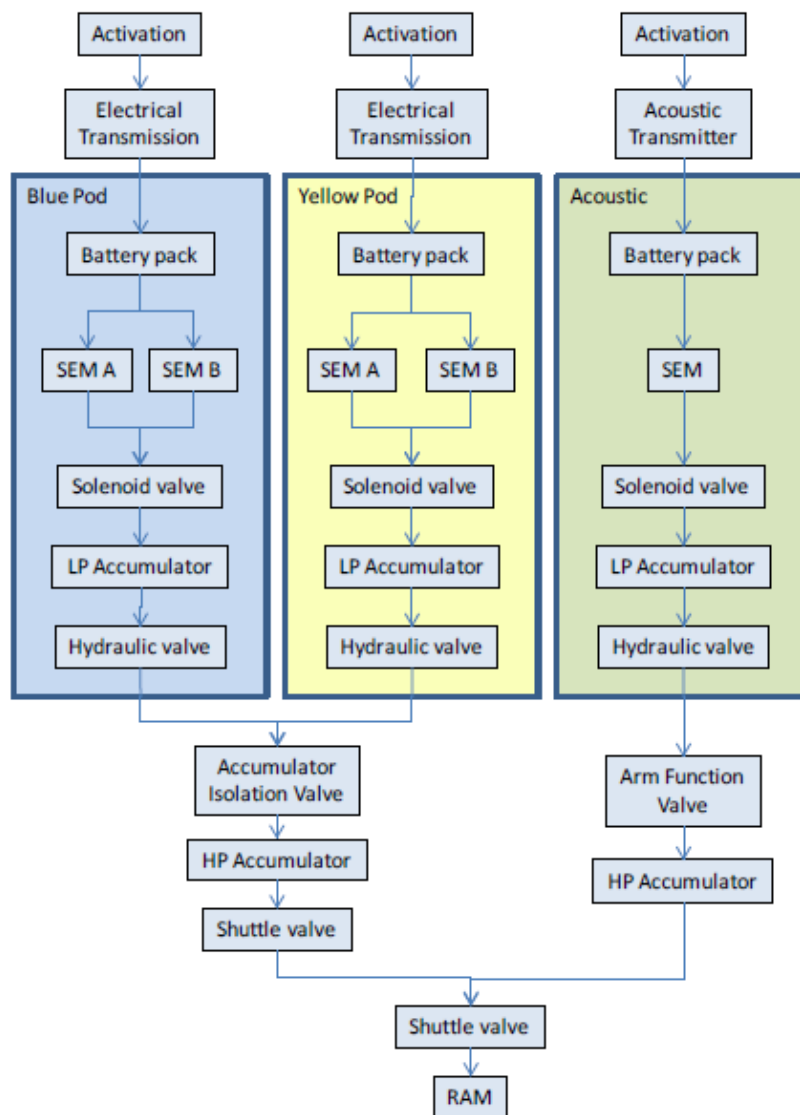 Activation
Activation
Activation
Electrical
Transmission
Electrical
Transmission
Acoustic
Transmitter
Blue Pod
Yellow Pod
Acoustic
Battery pack
Battery pack
Battery pack
SEM A
SEM B
SEM A
SEM B
SEM
Solenoid valve
Solenoid valve
Solenoid valve
LP Accumulator
LP Accumulator
LP Accumulator
Hydraulic valve
Hydraulic valve
Hydraulic valve
Accumulator
Isolation Valve
Arm Function
Valve
HP Accumulator
HP Accumulator
Shuttle valve
Shuttle valve
RAM